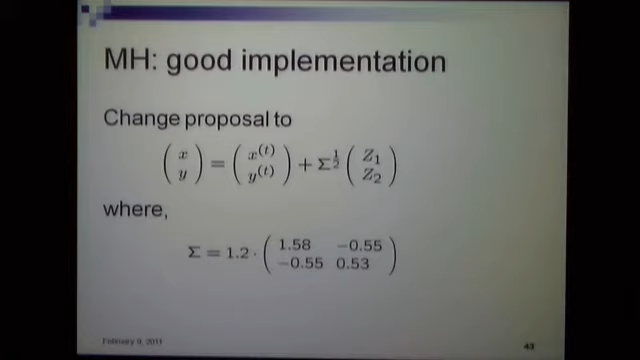 MH: good implementation
Change proposal to
( x y ) = ( x^(t) y^(t) ) + Σ^½ ( Z₁ Z₂ )
where,
Σ = 1.2 · ( 1.58 −0.55
−0.55 0.53 )
February 9, 2011
43